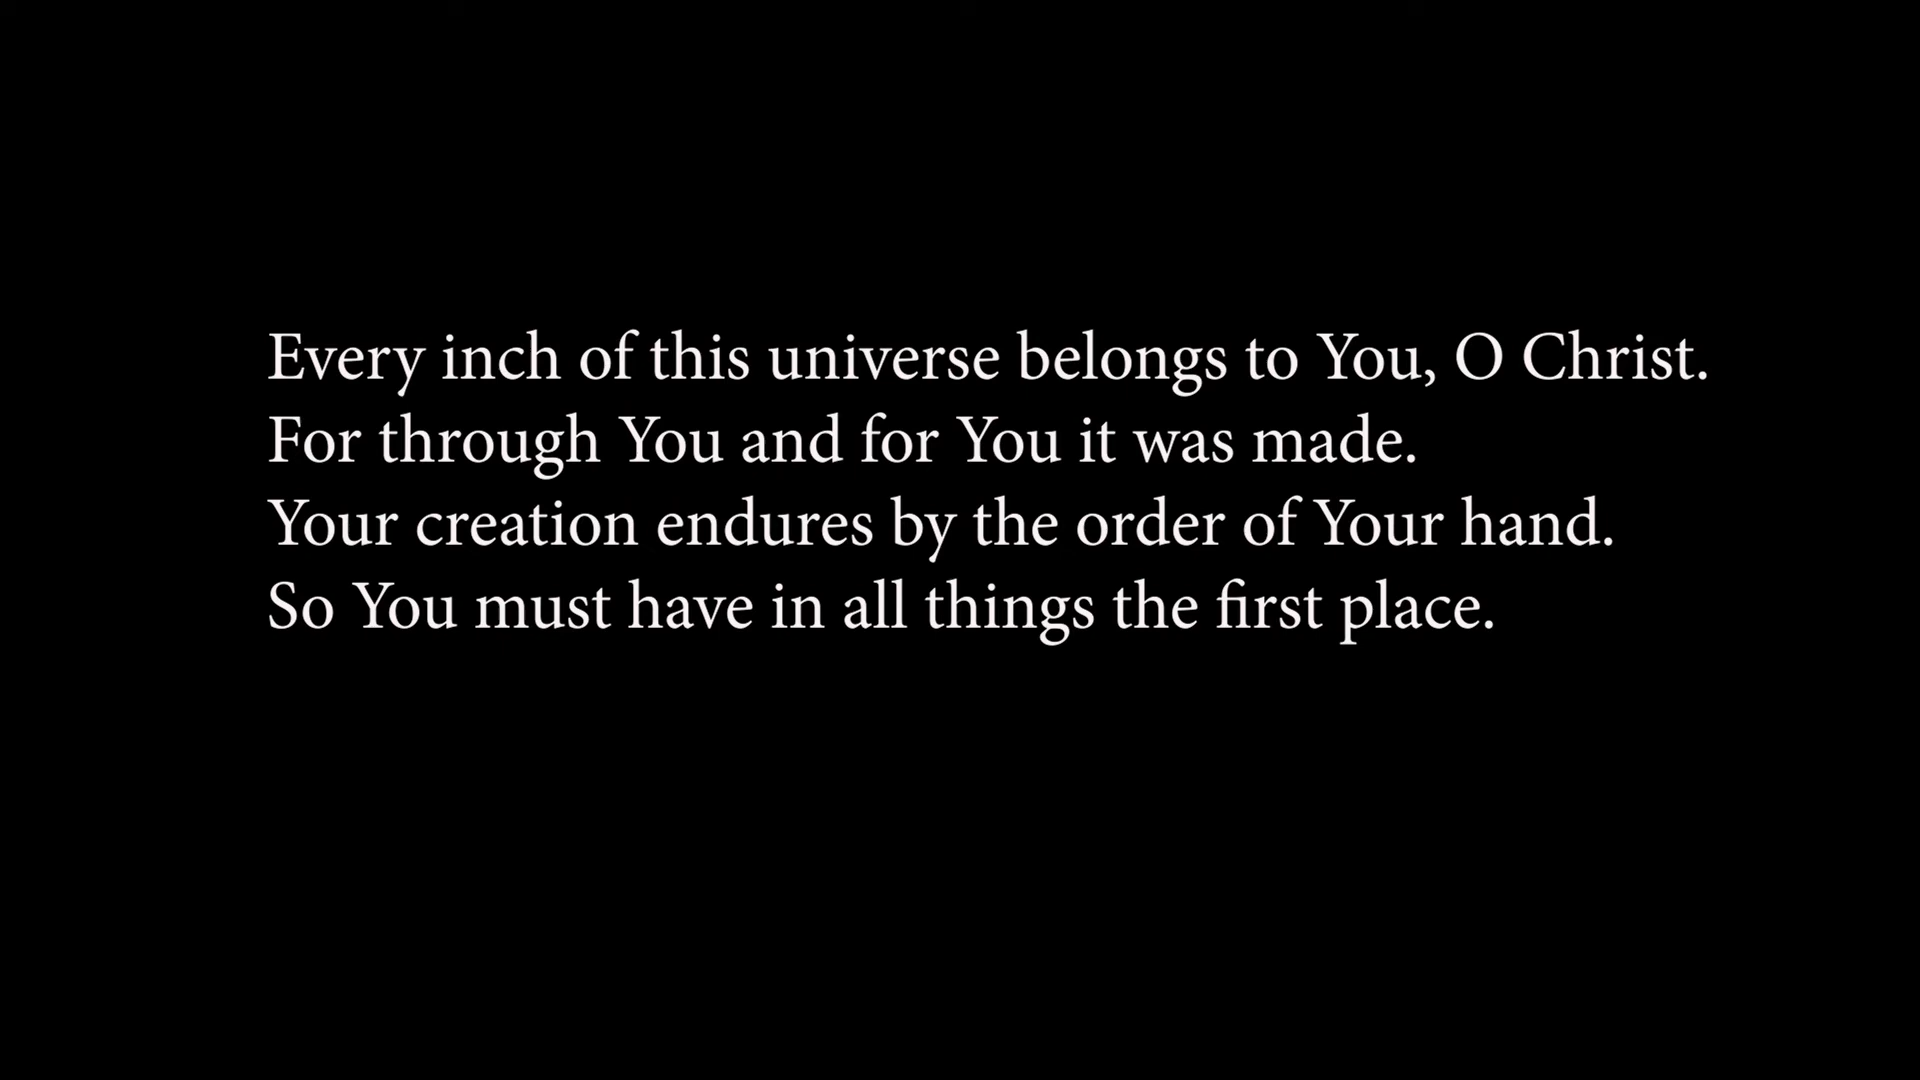 Every inch of this universe belongs to You, O Christ.
For through You and for You it was made.
Your creation endures by the order of Your hand.
So You must have in all things the first place.